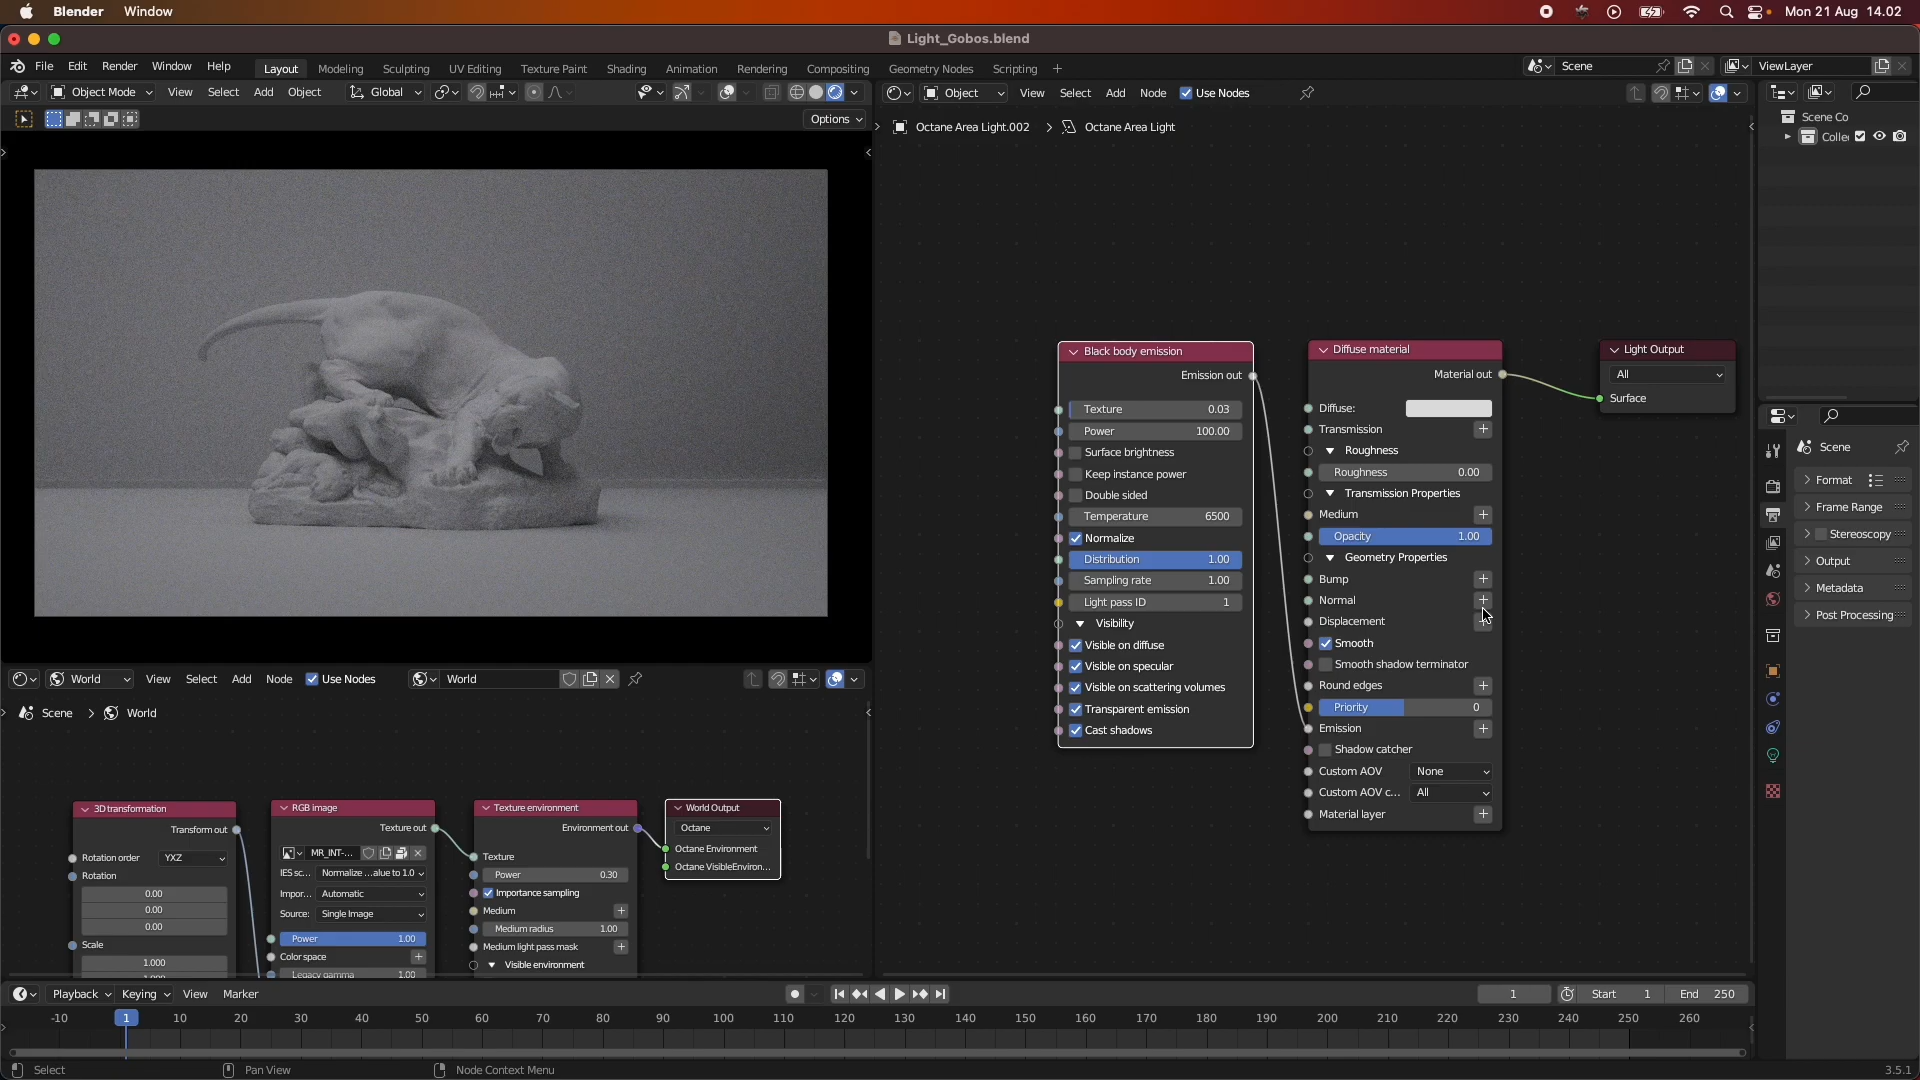 Blender Window Mon 21 Aug 14.02
Light_Gobos.blend
File Edit Render Window Help Layout Modeling Sculpting UV Editing Texture Paint Shading Animation Rendering Compositing Geometry Nodes Scripting + Scene ViewLayer
Object Mode View Select Add Object Global
Object View Select Add Node Use Nodes
Options
Octane Area Light.002 > Octane Area Light
Scene Co
Collec
Black body emission
Emission out
Texture 0.03
Power 100.00
Surface brightness
Keep instance power
Double sided
Temperature 6500
Normalize
Distribution 1.00
Sampling rate 1.00
Light pass ID 1
Visibility
Visible on diffuse
Visible on specular
Visible on scattering volumes
Transparent emission
Cast shadows
Diffuse material
Material out
Diffuse:
Transmission +
Roughness
Roughness 0.00
Transmission Properties
Medium +
Opacity 1.00
Geometry Properties
Bump +
Normal +
Displacement +
Smooth
Smooth shadow terminator
Round edges +
Priority 0
Emission +
Shadow catcher
Custom AOV None
Custom AOV c... All
Material layer +
Light Output
All
Surface
Scene
Format
Frame Range
Stereoscopy
Output
Metadata
Post Processing
World View Select Add Node Use Nodes World
Scene > World
3D transformation
Transform out
Rotation order YXZ
Rotation
0.00
0.00
0.00
Scale
1.000
RGB image
Texture out
MR_INT-...
IES sc... Normalize ...alue to 1.0
Impor... Automatic
Source: Single Image
Power 1.00
Color space +
Legacy gamma 1.00
Texture environment
Environment out
Texture
Power 0.30
Importance sampling
Medium +
Medium radius 1.00
Medium light pass mask +
Visible environment
World Output
Octane
Octane Environment
Octane VisibleEnviron...
Playback Keying View Marker 1 Start 1 End 250
-10 1 10 20 30 40 50 60 70 80 90 100 110 120 130 140 150 160 170 180 190 200 210 220 230 240 250 260
Select Pan View Node Context Menu 3.5.1